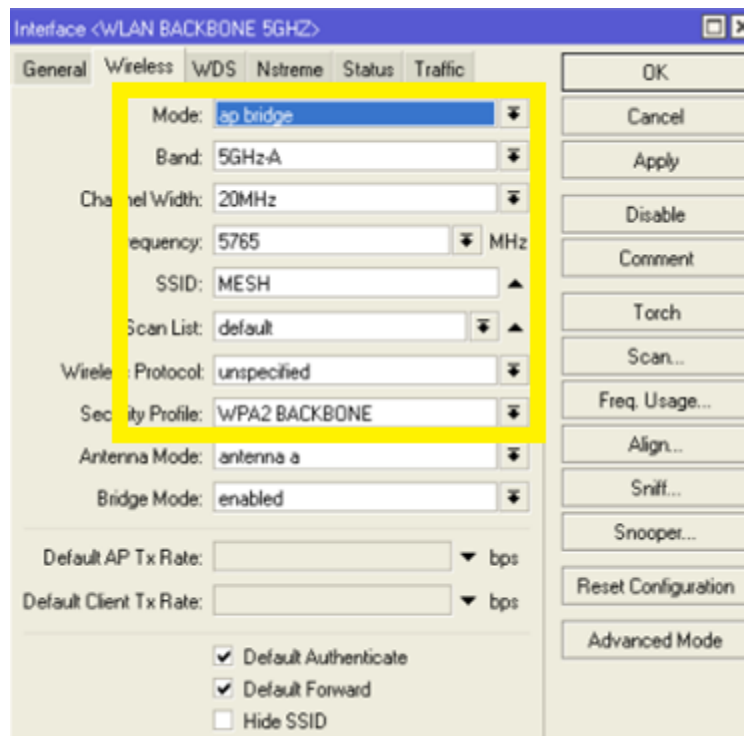 Interface <WLAN BACKBONE 5GHZ>
General Wireless WDS Nstreme Status Traffic
Mode: ap bridge
Band: 5GHz-A
Channel Width: 20MHz
Frequency: 5765 MHz
SSID: MESH
Scan List: default
Wireless Protocol: unspecified
Security Profile: WPA2 BACKBONE
Antenna Mode: antenna a
Bridge Mode: enabled
Default AP Tx Rate: bps
Default Client Tx Rate: bps
Default Authenticate
Default Forward
Hide SSID
OK
Cancel
Apply
Disable
Comment
Torch
Scan...
Freq. Usage...
Align...
Sniff...
Snooper...
Reset Configuration
Advanced Mode